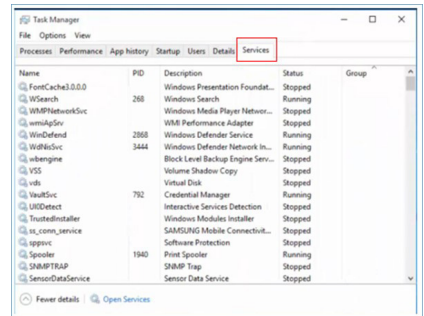 Task Manager
File Options View
Processes Performance App history Startup Users Details Services
Name PID Description Status Group
FontCache3.0.0.0 Windows Presentation Foundat... Stopped
WSearch 268 Windows Search Running
WMPNetworkSvc Windows Media Player Networ... Stopped
wmiApSrv WMI Performance Adapter Stopped
WinDefend 2868 Windows Defender Service Running
WdNisSvc 3444 Windows Defender Network In... Running
wbengine Block Level Backup Engine Serv... Stopped
VSS Volume Shadow Copy Stopped
vds Virtual Disk Stopped
VaultSvc 792 Credential Manager Running
UI0Detect Interactive Services Detection Stopped
TrustedInstaller Windows Modules Installer Stopped
ss_conn_service SAMSUNG Mobile Connectivit... Stopped
sppsvc Software Protection Stopped
Spooler 1940 Print Spooler Running
SNMPTRAP SNMP Trap Stopped
SensorDataService Sensor Data Service Stopped
Fewer details Open Services